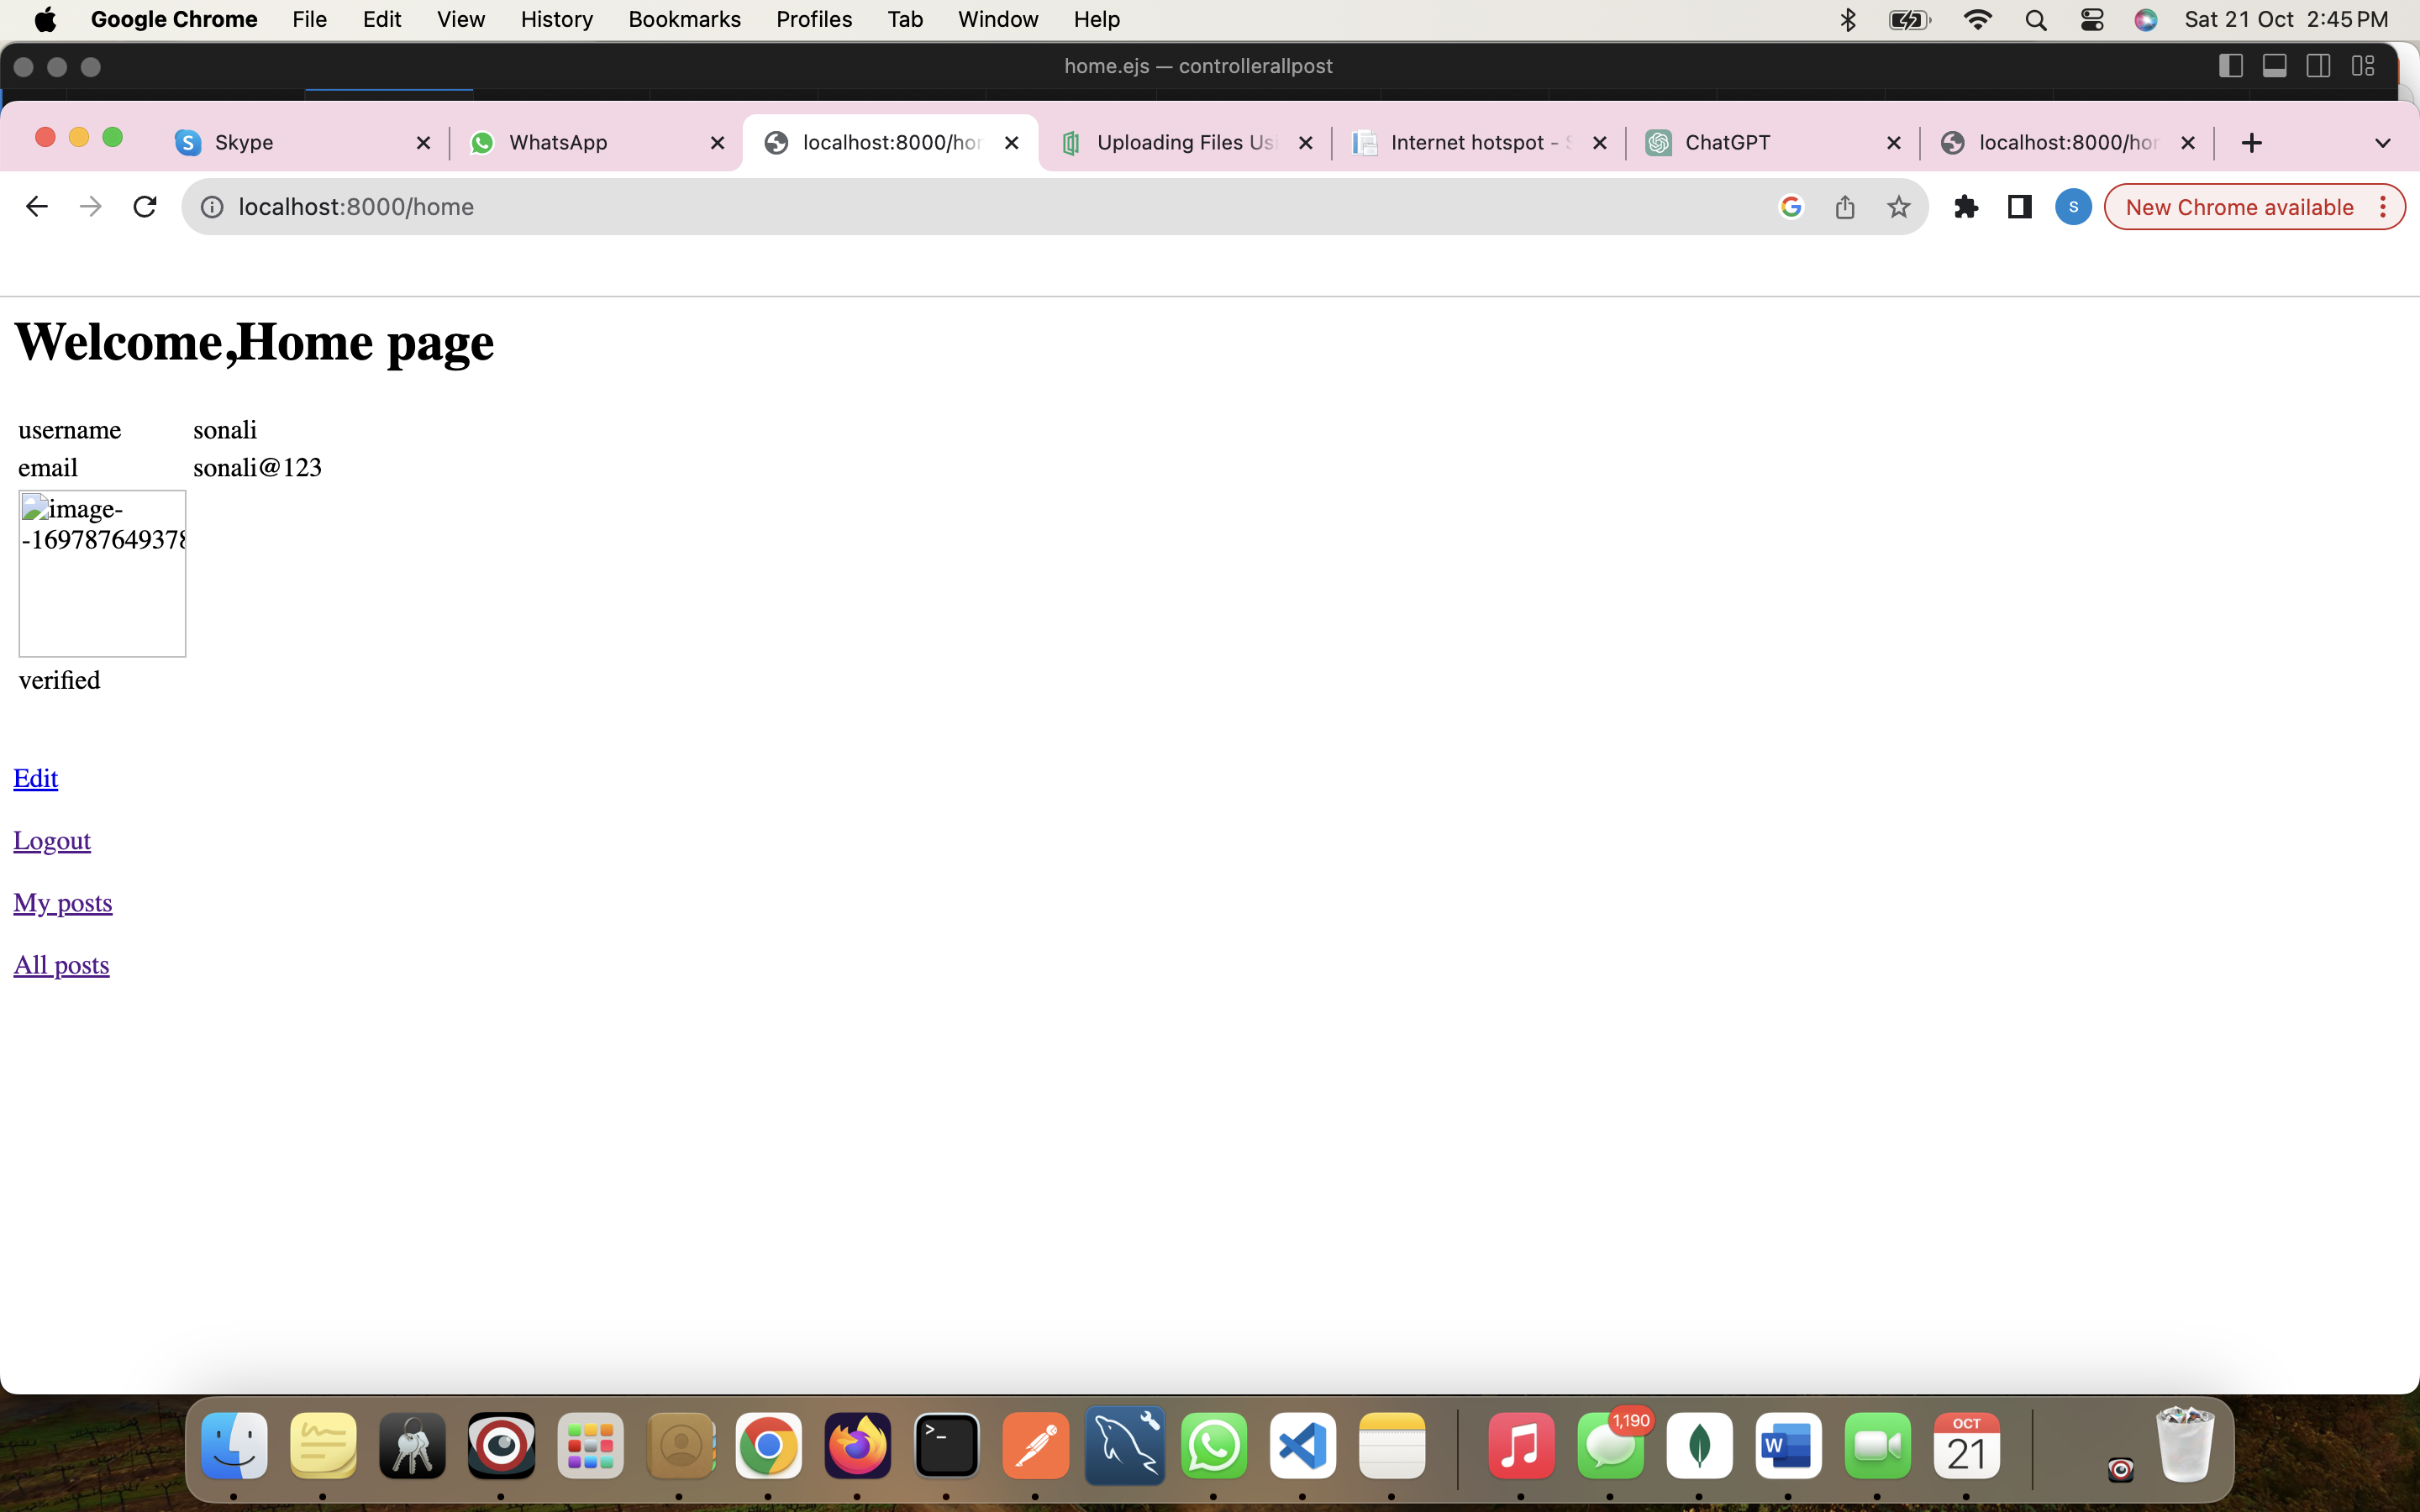 Google Chrome File Edit View History Bookmarks Profiles Tab Window Help Sat 21 Oct 2:45 PM
home.ejs — controllerallpost
Skype WhatsApp localhost:8000/hor Uploading Files Usi Internet hotspot - S ChatGPT localhost:8000/hor
localhost:8000/home S New Chrome available
Welcome,Home page
username sonali
email sonali@123
image-
-169787649378
verified
Edit
Logout
My posts
All posts
1,190
OCT
21